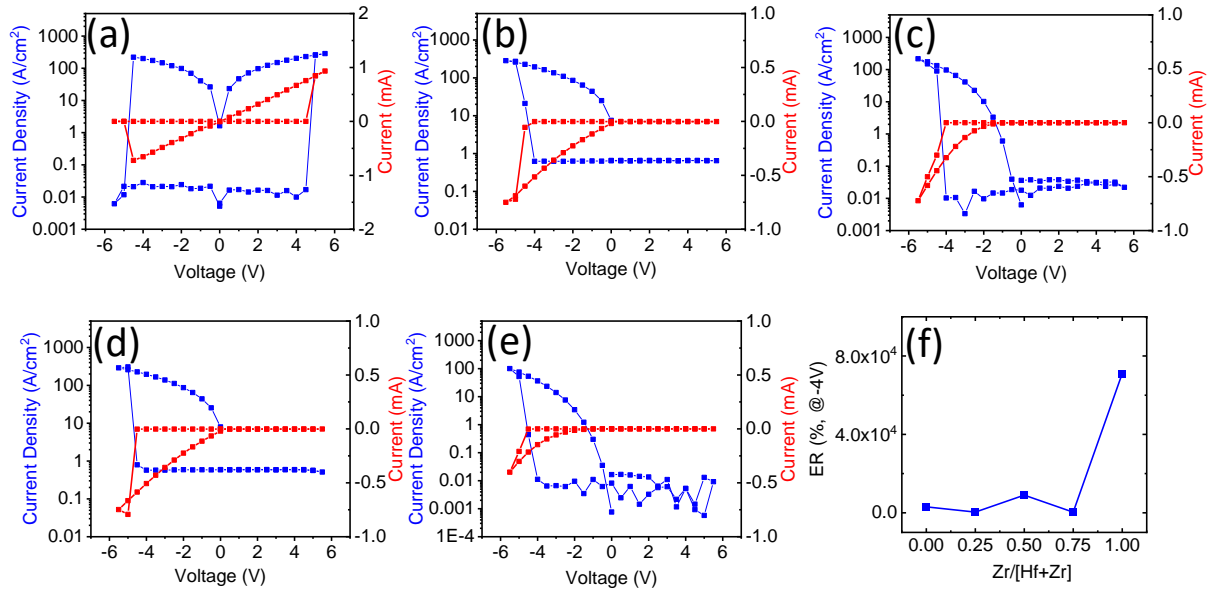 (a)
Current Density (A/cm²)
1000
100
10
1
0.1
0.01
0.001
2
1
0
-1
-2
Current (mA)
-6 -4 -2 0 2 4 6
Voltage (V)
(b)
Current Density (A/cm²)
1000
100
10
1
0.1
0.01
1.0
0.5
0.0
-0.5
-1.0
Current (mA)
-6 -4 -2 0 2 4 6
Voltage (V)
(c)
Current Density (A/cm²)
1000
100
10
1
0.1
0.01
0.001
1.0
0.5
0.0
-0.5
-1.0
Current (mA)
-6 -4 -2 0 2 4 6
Voltage (V)
(d)
Current Density (A/cm²)
1000
100
10
1
0.1
0.01
1.0
0.5
0.0
-0.5
-1.0
Current (mA)
-6 -4 -2 0 2 4 6
Voltage (V)
(e)
Current Density (A/cm²)
1000
100
10
1
0.1
0.01
0.001
1E-4
1.0
0.5
0.0
-0.5
-1.0
Current (mA)
-6 -4 -2 0 2 4 6
Voltage (V)
(f)
ER (%, @-4V)
8.0x10⁴
4.0x10⁴
0.0
0.00 0.25 0.50 0.75 1.00
Zr/[Hf+Zr]